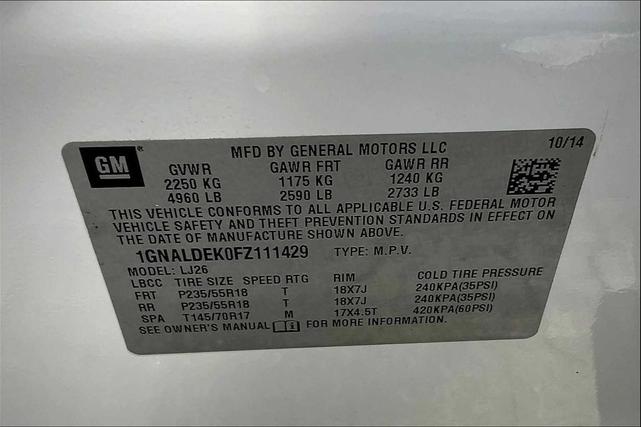 GM
MFD BY GENERAL MOTORS LLC 10/14
GVWR GAWR FRT GAWR RR
2250 KG 1175 KG 1240 KG
4960 LB 2590 LB 2733 LB
THIS VEHICLE CONFORMS TO ALL APPLICABLE U.S. FEDERAL MOTOR
VEHICLE SAFETY AND THEFT PREVENTION STANDARDS IN EFFECT ON
THE DATE OF MANUFACTURE SHOWN ABOVE.
1GNALDEK0FZ111429 TYPE: M.P.V.
MODEL: LJ26
LBCC TIRE SIZE SPEED RTG RIM COLD TIRE PRESSURE
FRT P235/55R18 T 18X7J 240KPA(35PSI)
RR P235/55R18 T 18X7J 240KPA(35PSI)
SPA T145/70R17 M 17X4.5T 420KPA(60PSI)
SEE OWNER'S MANUAL FOR MORE INFORMATION.